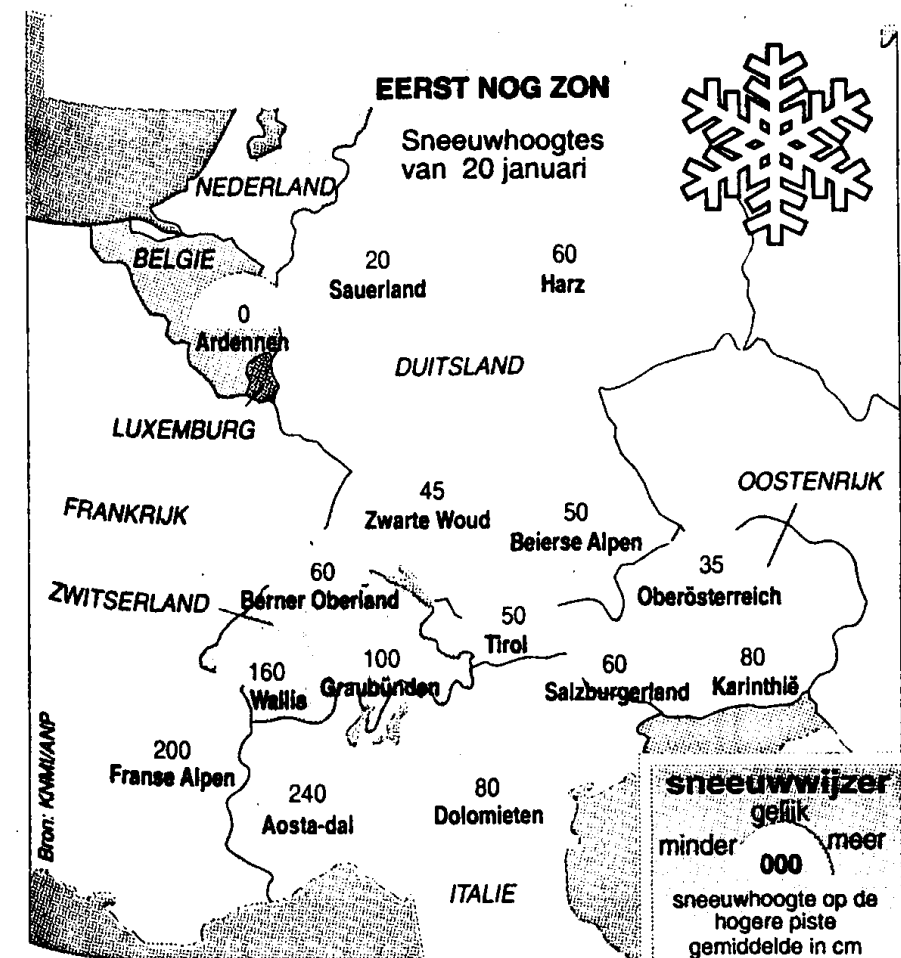 EERST NOG ZON
Sneeuwhoogtes
van 20 januari
NEDERLAND
BELGIE
20
Sauerland
60
Harz
0
Ardennen
DUITSLAND
LUXEMBURG
FRANKRIJK
45
Zwarte Woud
50
Beierse Alpen
OOSTENRIJK
ZWITSERLAND
60
Berner Oberland
35
Oberösterreich
50
Tirol
160
Wallis
100
Graubünden
60
Salzburgerland
80
Karinthië
200
Franse Alpen
240
Aosta-dal
80
Dolomieten
ITALIE
Bron: KNMI/ANP
sneeuwwijzer
gelijk
minder meer
000
sneeuwhoogte op de
hogere piste
gemiddelde in cm